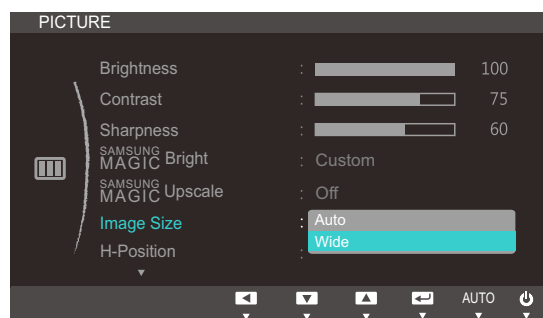 PICTURE
Brightness : 100
Contrast : 75
Sharpness : 60
SAMSUNG MAGIC Bright : Custom
SAMSUNG MAGIC Upscale : Off
Image Size : Auto
Wide
H-Position :
AUTO